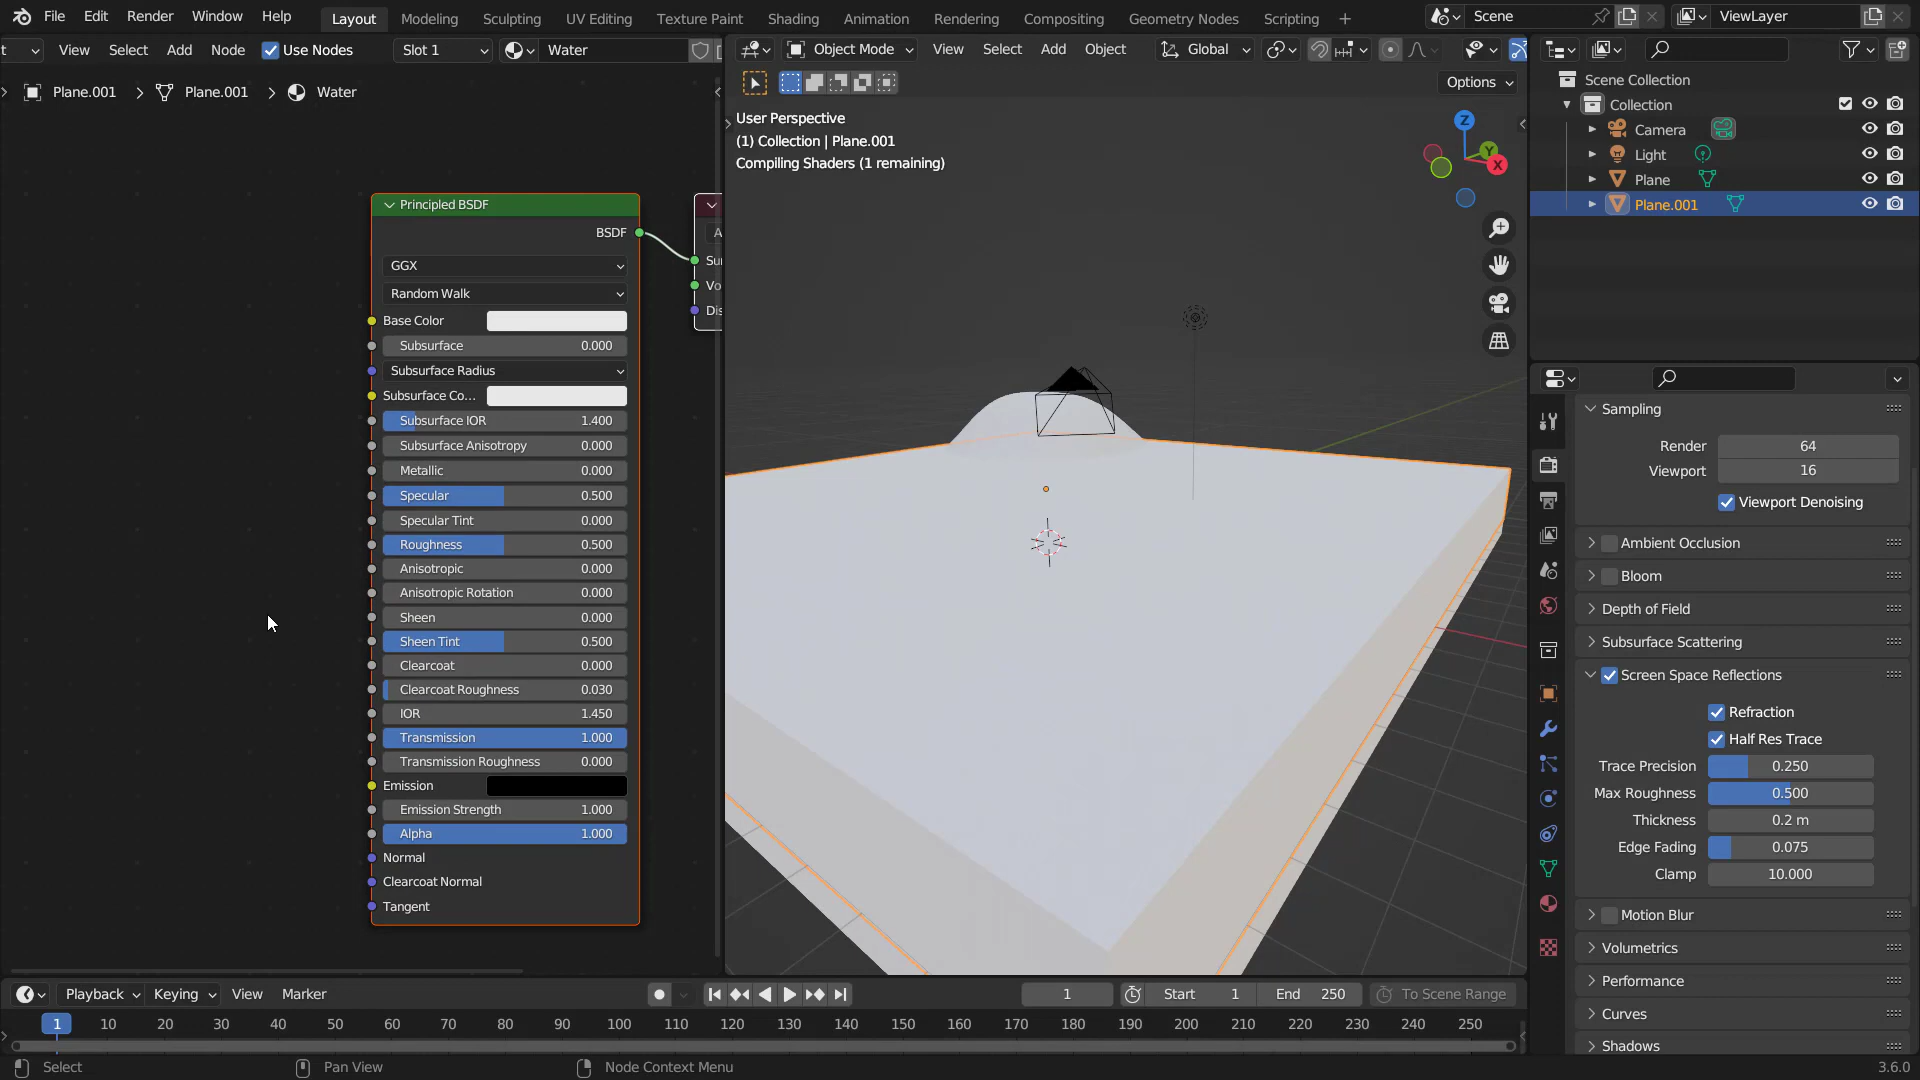 File Edit Render Window Help Layout Modeling Sculpting UV Editing Texture Paint Shading Animation Rendering Compositing Geometry Nodes Scripting + Scene ViewLayer
t View Select Add Node Use Nodes Slot 1 Water
Object Mode View Select Add Object Global
Options
Plane.001 > Plane.001 > Water
User Perspective
(1) Collection | Plane.001
Compiling Shaders (1 remaining)
Z
Y
X
Principled BSDF
BSDF
GGX
Random Walk
Base Color
Subsurface 0.000
Subsurface Radius
Subsurface Co...
Subsurface IOR 1.400
Subsurface Anisotropy 0.000
Metallic 0.000
Specular 0.500
Specular Tint 0.000
Roughness 0.500
Anisotropic 0.000
Anisotropic Rotation 0.000
Sheen 0.000
Sheen Tint 0.500
Clearcoat 0.000
Clearcoat Roughness 0.030
IOR 1.450
Transmission 1.000
Transmission Roughness 0.000
Emission
Emission Strength 1.000
Alpha 1.000
Normal
Clearcoat Normal
Tangent
A
Sur
Vo
Dis
Scene Collection
Collection
Camera
Light
Plane
Plane.001
Sampling
Render 64
Viewport 16
Viewport Denoising
Ambient Occlusion
Bloom
Depth of Field
Subsurface Scattering
Screen Space Reflections
Refraction
Half Res Trace
Trace Precision 0.250
Max Roughness 0.500
Thickness 0.2 m
Edge Fading 0.075
Clamp 10.000
Motion Blur
Volumetrics
Performance
Curves
Shadows
Playback Keying View Marker 1 Start 1 End 250 To Scene Range
1 10 20 30 40 50 60 70 80 90 100 110 120 130 140 150 160 170 180 190 200 210 220 230 240 250
Select Pan View Node Context Menu 3.6.0